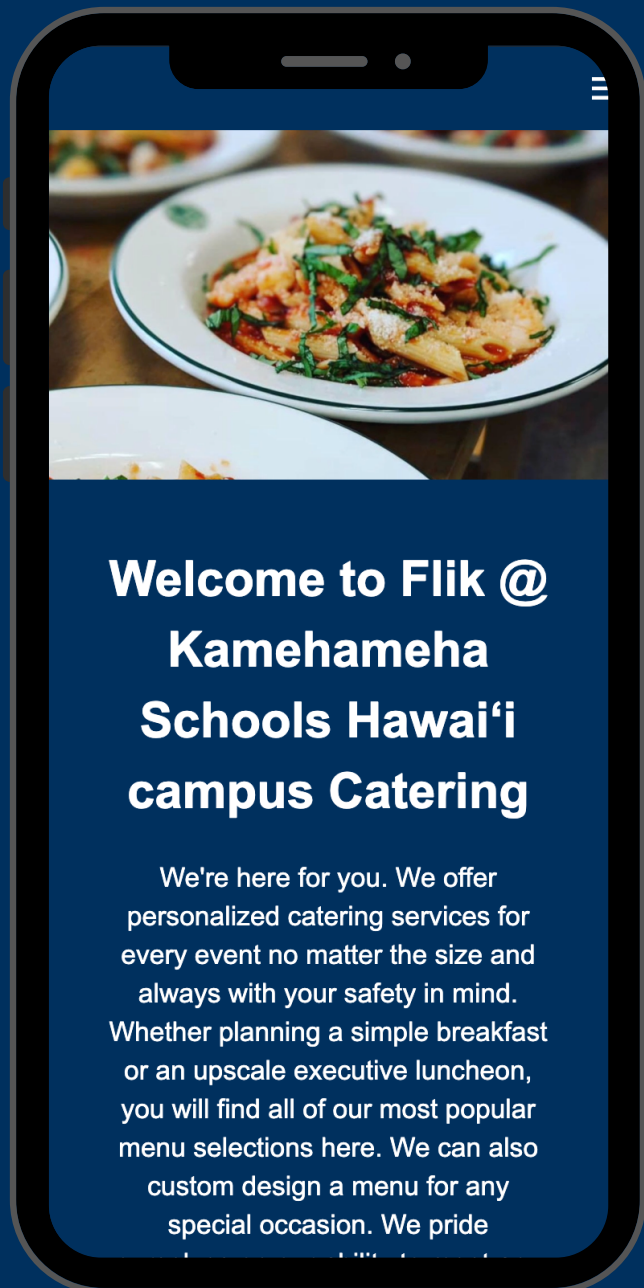 Welcome to Flik @
Kamehameha
Schools Hawaiʻi
campus Catering
We're here for you. We offer
personalized catering services for
every event no matter the size and
always with your safety in mind.
Whether planning a simple breakfast
or an upscale executive luncheon,
you will find all of our most popular
menu selections here. We can also
custom design a menu for any
special occasion. We pride